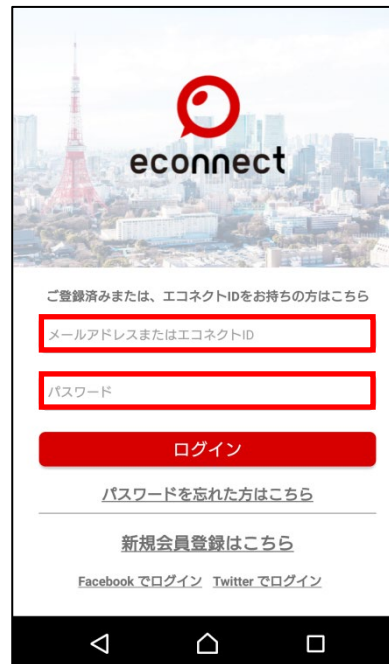 econnect
ご登録済みまたは、エコネクトIDをお持ちの方はこちら
メールアドレスまたはエコネクトID
パスワード
ログイン
パスワードを忘れた方はこちら
新規会員登録はこちら
Facebook でログイン Twitter でログイン